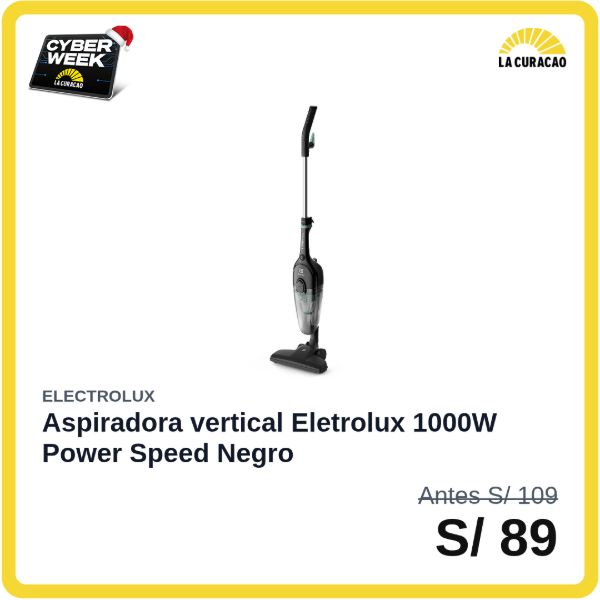 CYBER
WEEK
LA CURACAO
LA CURACAO
ELECTROLUX
Aspiradora vertical Eletrolux 1000W
Power Speed Negro
Antes S/ 109
S/ 89